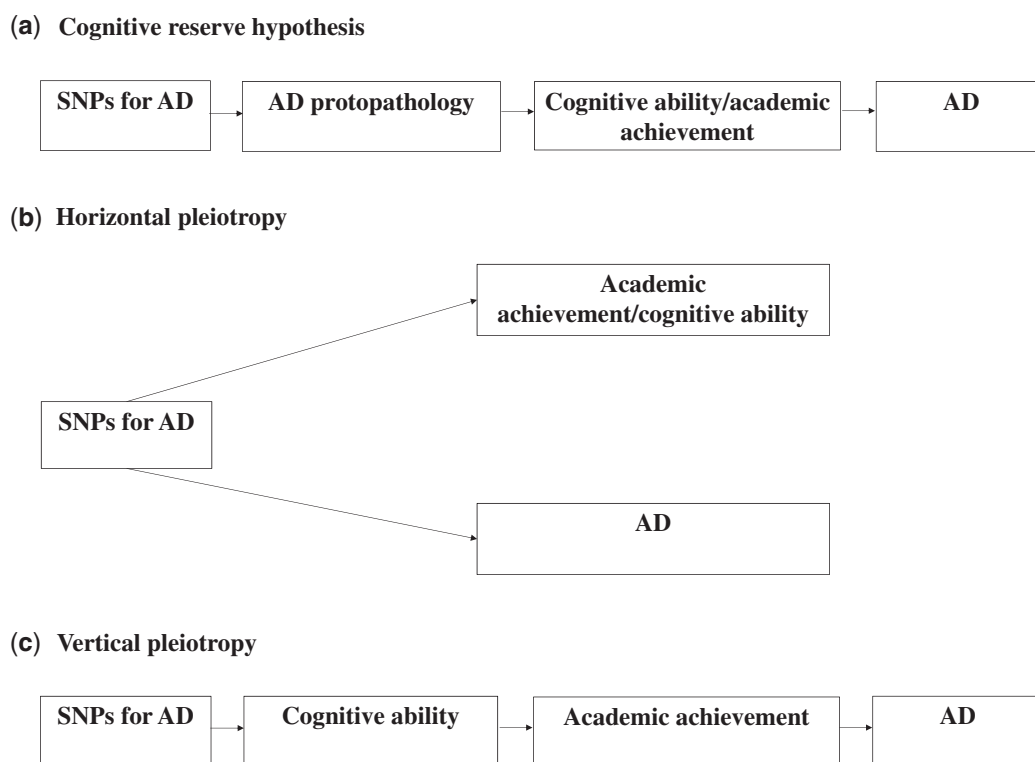 (a) Cognitive reserve hypothesis
SNPs for AD
AD protopathology
Cognitive ability/academic
achievement
AD
(b) Horizontal pleiotropy
Academic
achievement/cognitive ability
SNPs for AD
AD
(c) Vertical pleiotropy
SNPs for AD
Cognitive ability
Academic achievement
AD